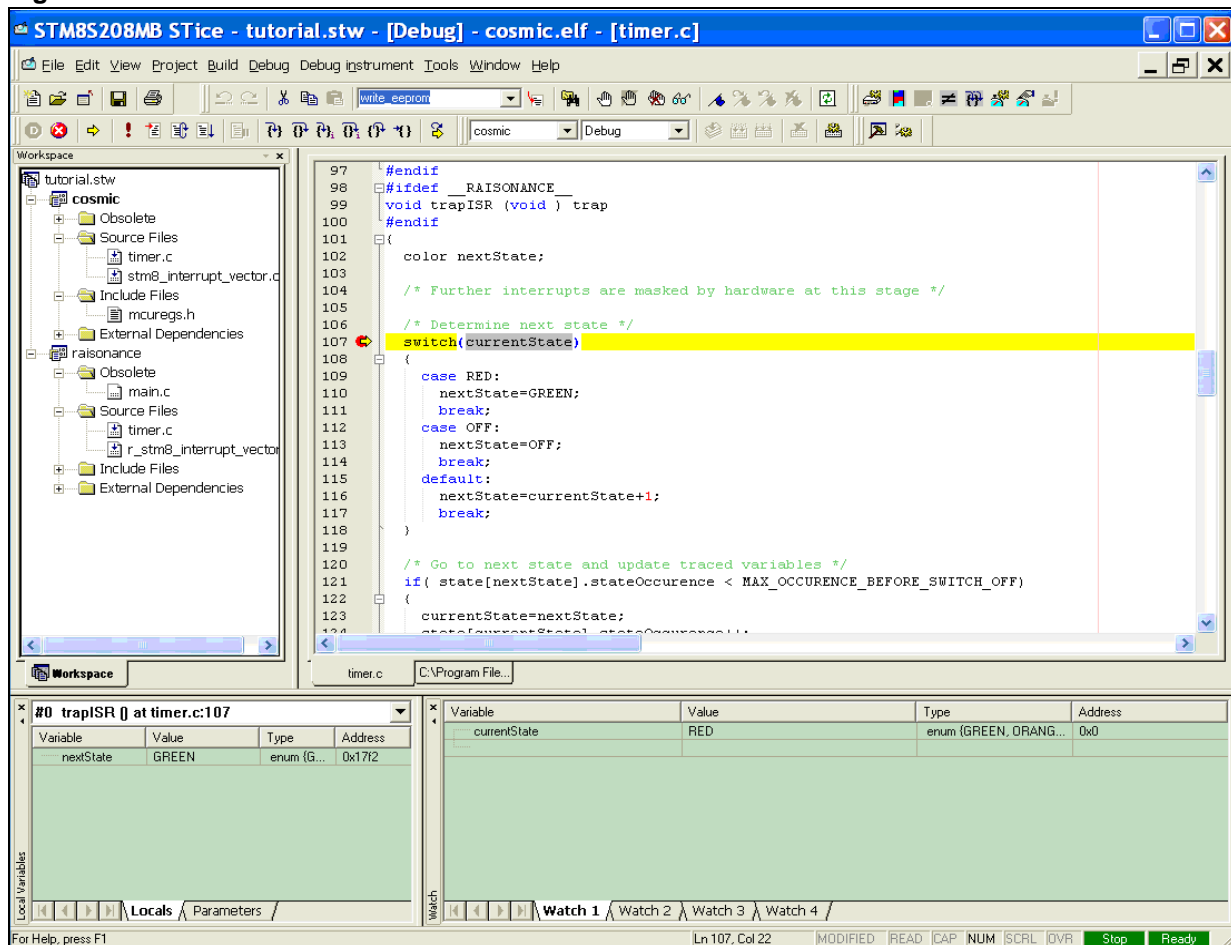 STM8S208MB STice - tutorial.stw - [Debug] - cosmic.elf - [timer.c]
File Edit View Project Build Debug Debug instrument Tools Window Help
write_eeprom
cosmic Debug
Workspace
tutorial.stw
cosmic
Obsolete
Source Files
timer.c
stm8_interrupt_vector.c
Include Files
mcuregs.h
External Dependencies
raisonance
Obsolete
main.c
Source Files
timer.c
r_stm8_interrupt_vector
Include Files
External Dependencies
Workspace
97 #endif
98 #ifdef __RAISONANCE__
99 void trapISR (void ) trap
100 #endif
101 {
102 color nextState;
103
104 /* Further interrupts are masked by hardware at this stage */
105
106 /* Determine next state */
107 switch(currentState)
108 {
109 case RED:
110 nextState=GREEN;
111 break;
112 case OFF:
113 nextState=OFF;
114 break;
115 default:
116 nextState=currentState+1;
117 break;
118 }
119
120 /* Go to next state and update traced variables */
121 if( state[nextState].stateOccurence < MAX_OCCURENCE_BEFORE_SWITCH_OFF)
122 {
123 currentState=nextState;
timer.c C:\Program File...
#0 trapISR () at timer.c:107
Variable Value Type Address
nextState GREEN enum {G... 0x17f2
Local Variables
Locals Parameters
Variable Value Type Address
currentState RED enum {GREEN, ORANG... 0x0
Watch
Watch 1 Watch 2 Watch 3 Watch 4
For Help, press F1 Ln 107, Col 22 MODIFIED READ CAP NUM SCRL OVR Stop Ready